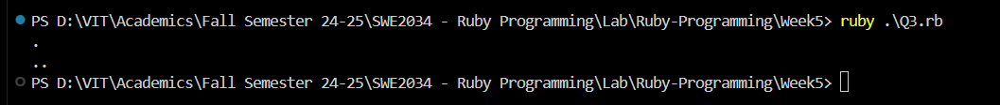 PS D:\VIT\Academics\Fall Semester 24-25\SWE2034 - Ruby Programming\Lab\Ruby-Programming\Week5> ruby .\Q3.rb
.
..
PS D:\VIT\Academics\Fall Semester 24-25\SWE2034 - Ruby Programming\Lab\Ruby-Programming\Week5>